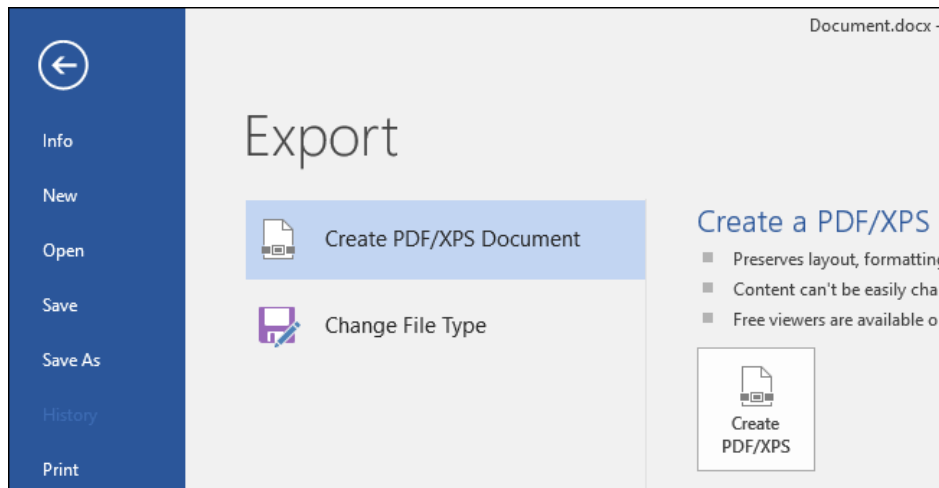 Document.docx -
Info
New
Open
Save
Save As
History
Print
Export
Create PDF/XPS Document
Change File Type
Create a PDF/XPS
Preserves layout, formatting
Content can't be easily cha
Free viewers are available o
Create
PDF/XPS